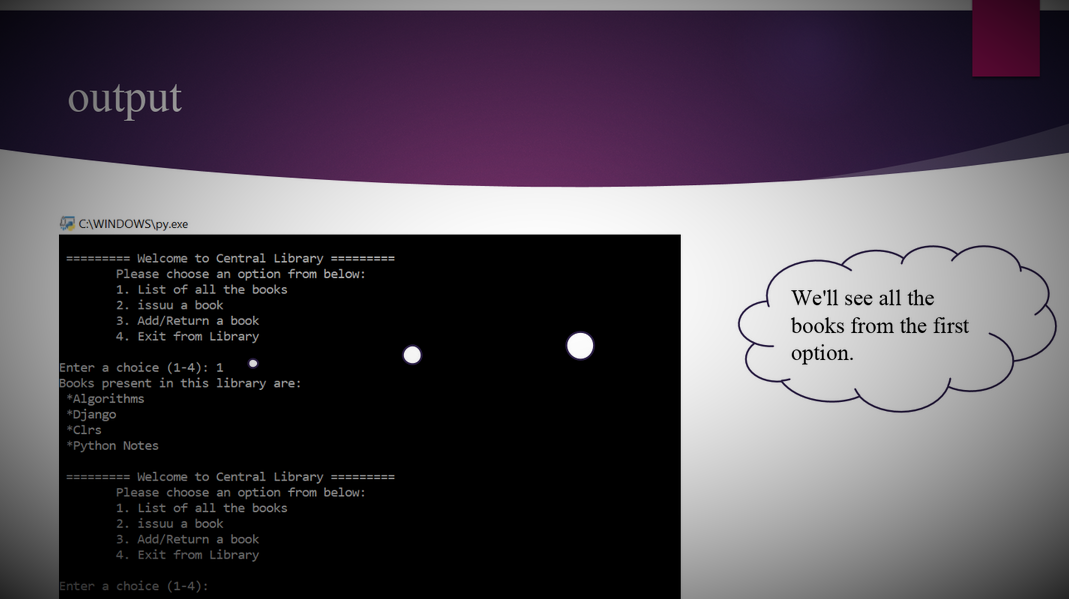 output
C:\WINDOWS\py.exe
========= Welcome to Central Library =========
Please choose an option from below:
1. List of all the books
2. issuu a book
3. Add/Return a book
4. Exit from Library
Enter a choice (1-4): 1
Books present in this library are:
*Algorithms
*Django
*Clrs
*Python Notes
========= Welcome to Central Library =========
Please choose an option from below:
1. List of all the books
2. issuu a book
3. Add/Return a book
4. Exit from Library
Enter a choice (1-4):
We'll see all the
books from the first
option.